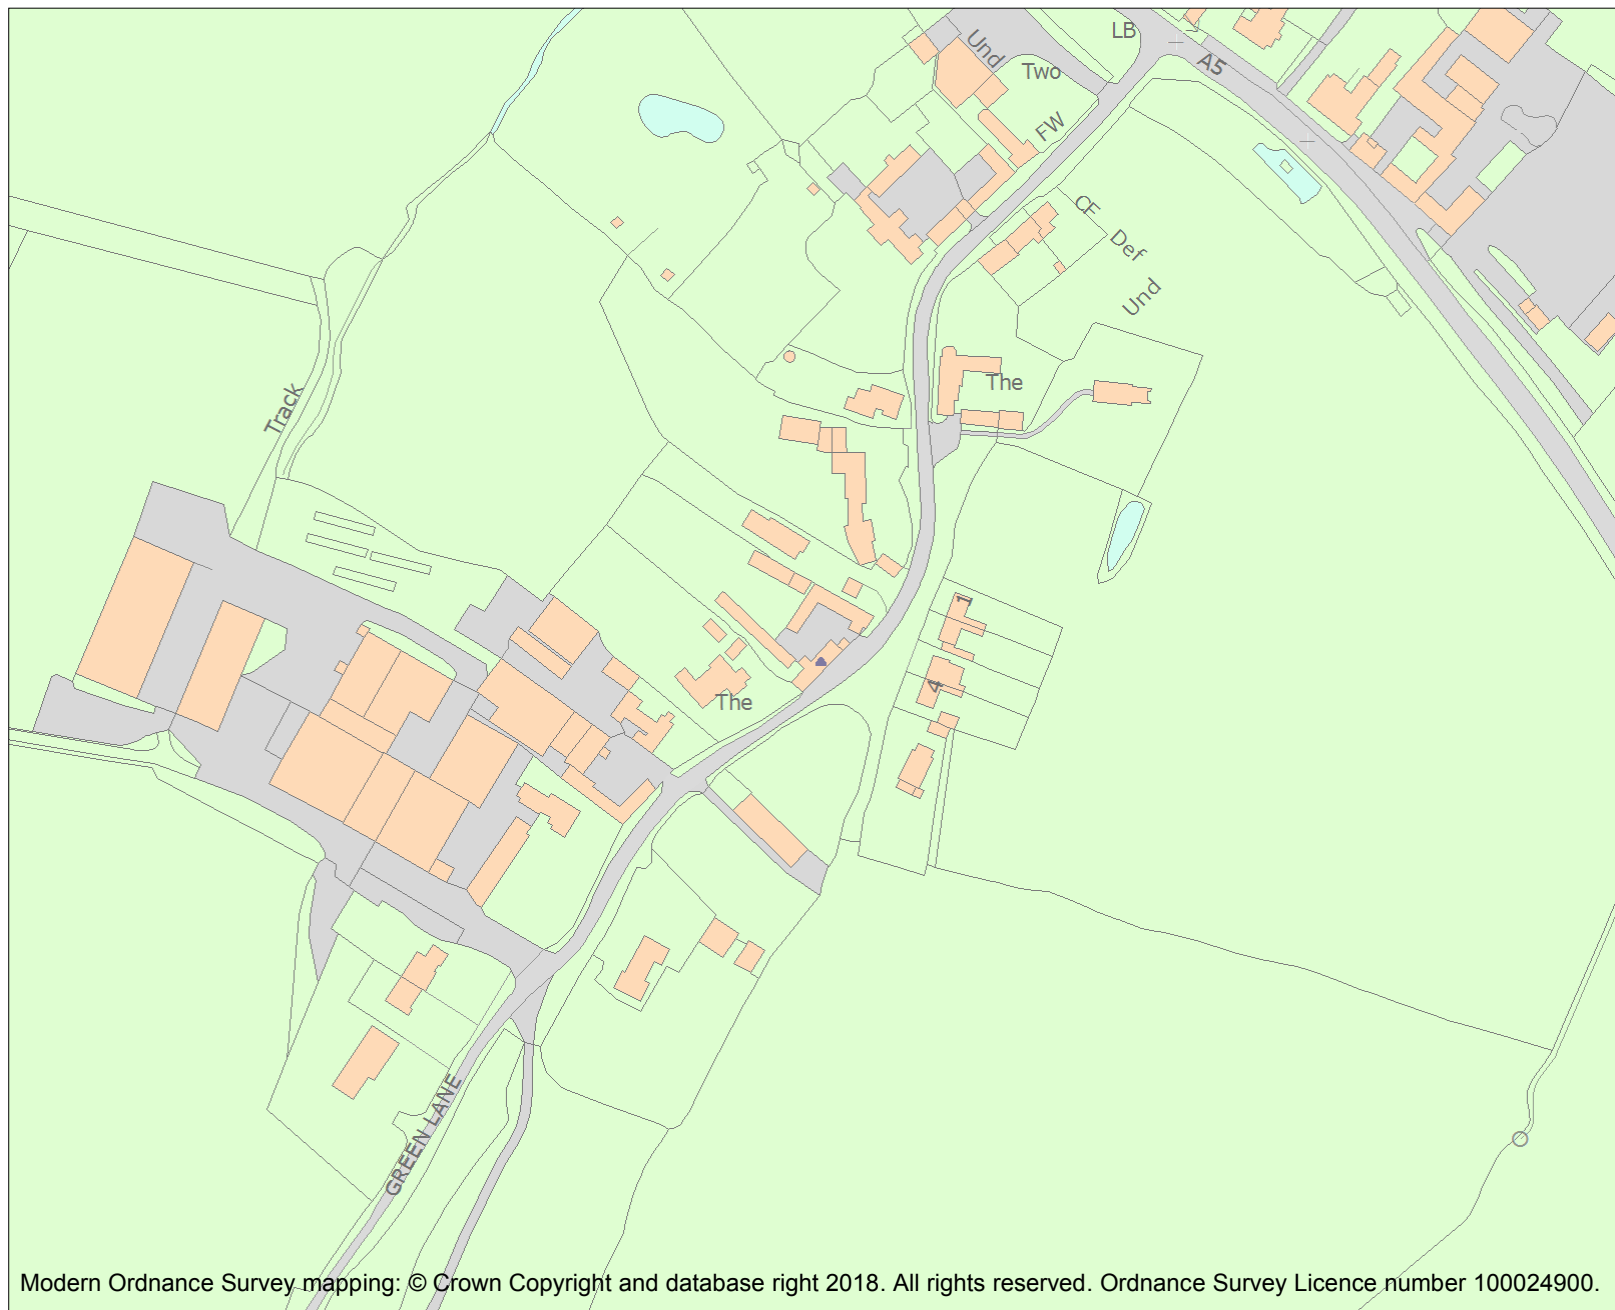 LB
Und
A5
Two
FW
CF
Def
Und
The
Track
1
4
The
GREEN LANE
Modern Ordnance Survey mapping: © Crown Copyright and database right 2018. All rights reserved. Ordnance Survey Licence number 100024900.